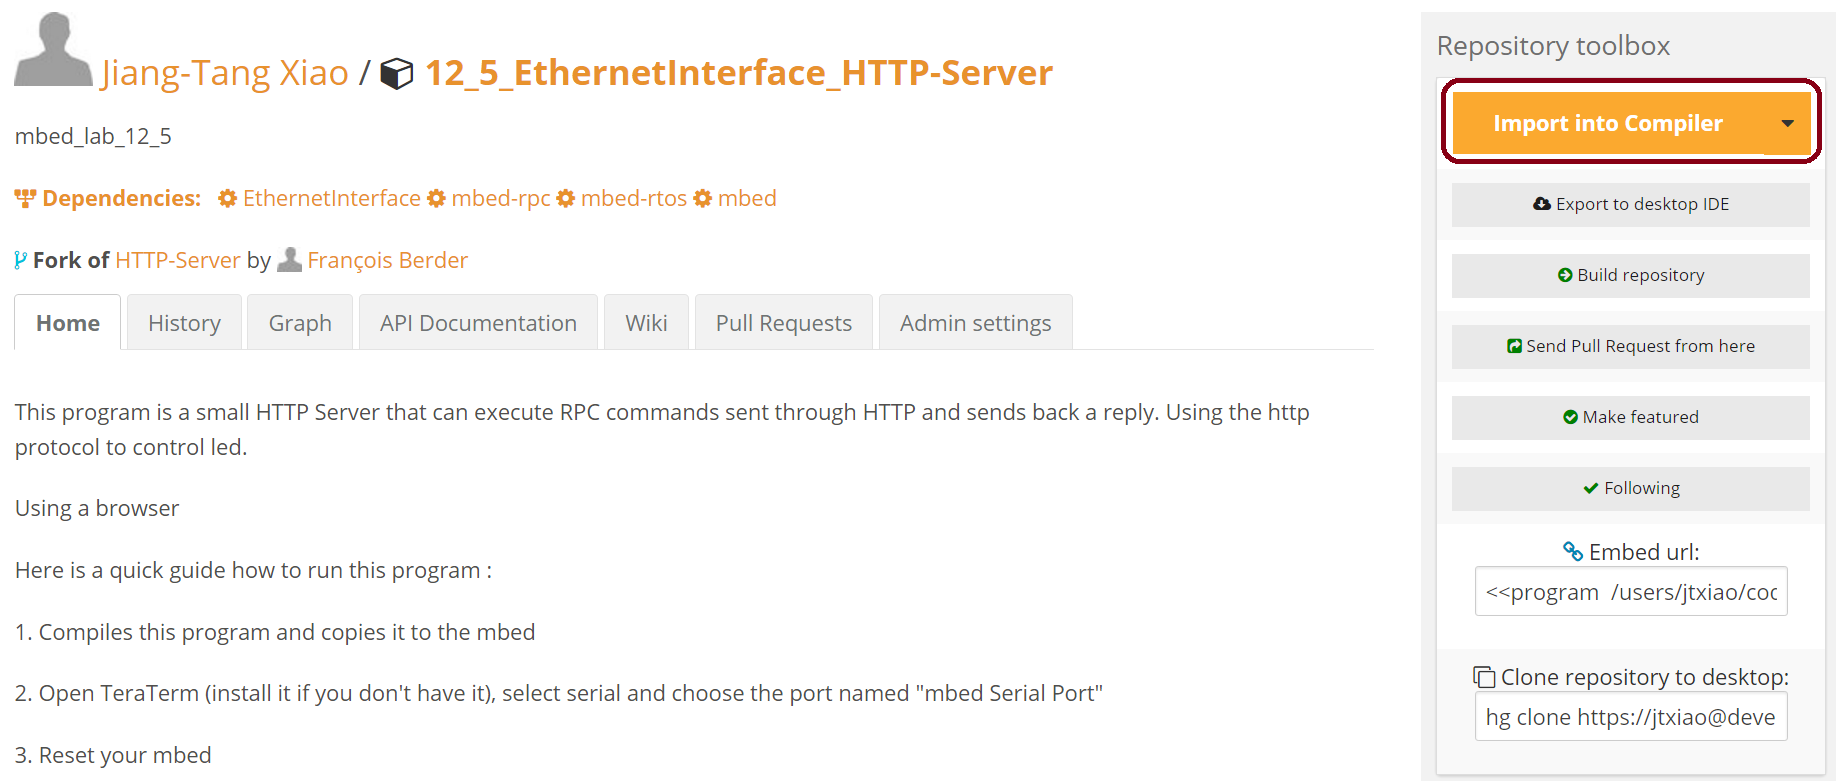 Jiang-Tang Xiao / 12_5_EthernetInterface_HTTP-Server
mbed_lab_12_5
Dependencies: EthernetInterface mbed-rpc mbed-rtos mbed
Fork of HTTP-Server by François Berder
Home History Graph API Documentation Wiki Pull Requests Admin settings
This program is a small HTTP Server that can execute RPC commands sent through HTTP and sends back a reply. Using the http
protocol to control led.
Using a browser
Here is a quick guide how to run this program :
1. Compiles this program and copies it to the mbed
2. Open TeraTerm (install it if you don't have it), select serial and choose the port named "mbed Serial Port"
3. Reset your mbed
Repository toolbox
Import into Compiler
Export to desktop IDE
Build repository
Send Pull Request from here
Make featured
Following
Embed url:
<<program /users/jtxiao/coc
Clone repository to desktop:
hg clone https://jtxiao@deve